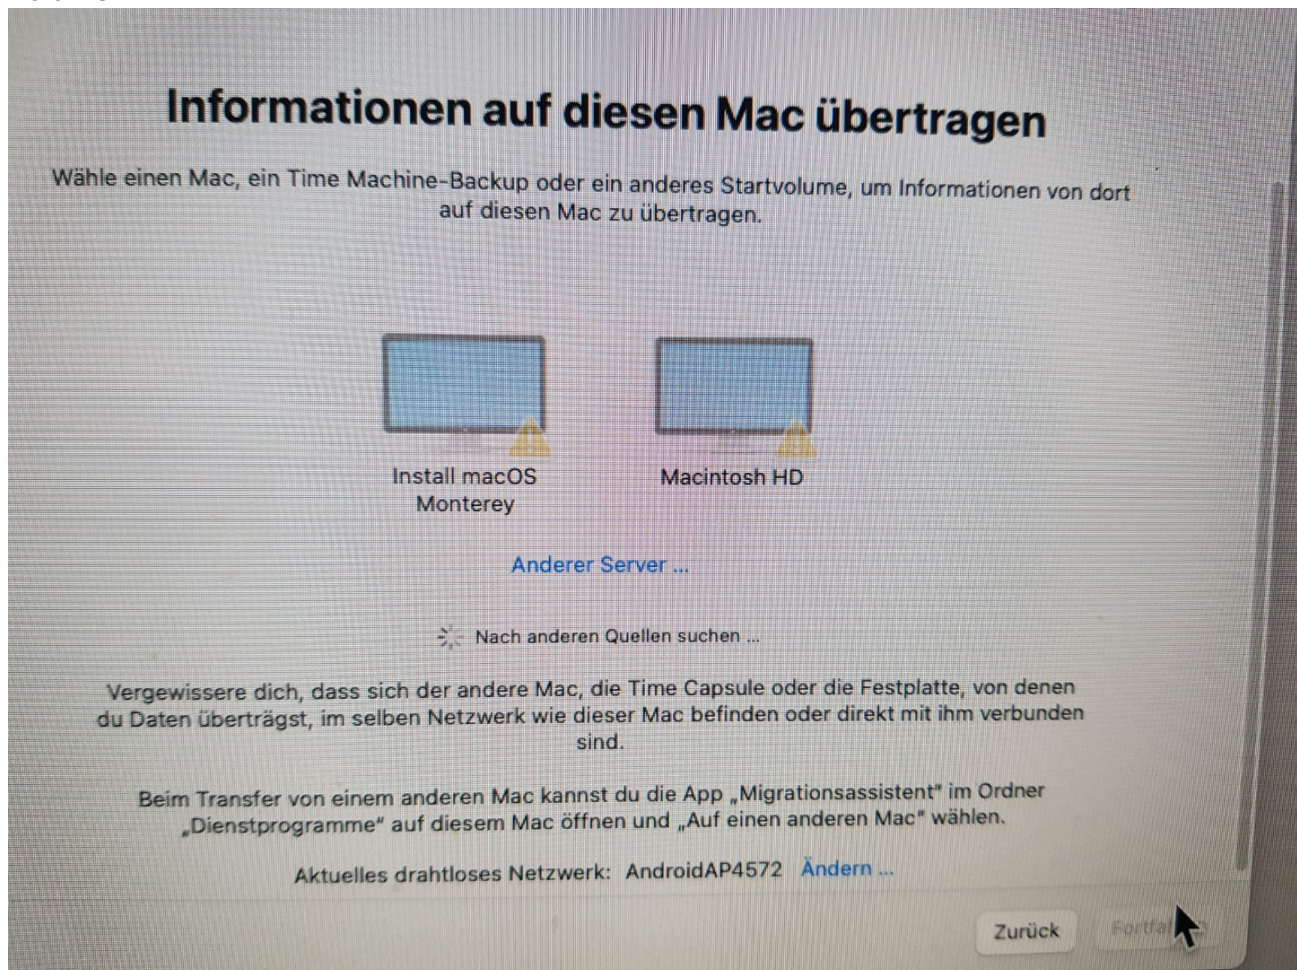 Informationen auf diesen Mac übertragen
Wähle einen Mac, ein Time Machine-Backup oder ein anderes Startvolume, um Informationen von dort
auf diesen Mac zu übertragen.
Install macOS
Monterey
Macintosh HD
Anderer Server ...
Nach anderen Quellen suchen ...
Vergewissere dich, dass sich der andere Mac, die Time Capsule oder die Festplatte, von denen
du Daten überträgst, im selben Netzwerk wie dieser Mac befinden oder direkt mit ihm verbunden
sind.
Beim Transfer von einem anderen Mac kannst du die App „Migrationsassistent" im Ordner
„Dienstprogramme" auf diesem Mac öffnen und „Auf einen anderen Mac" wählen.
Aktuelles drahtloses Netzwerk: AndroidAP4572 Ändern ...
Zurück